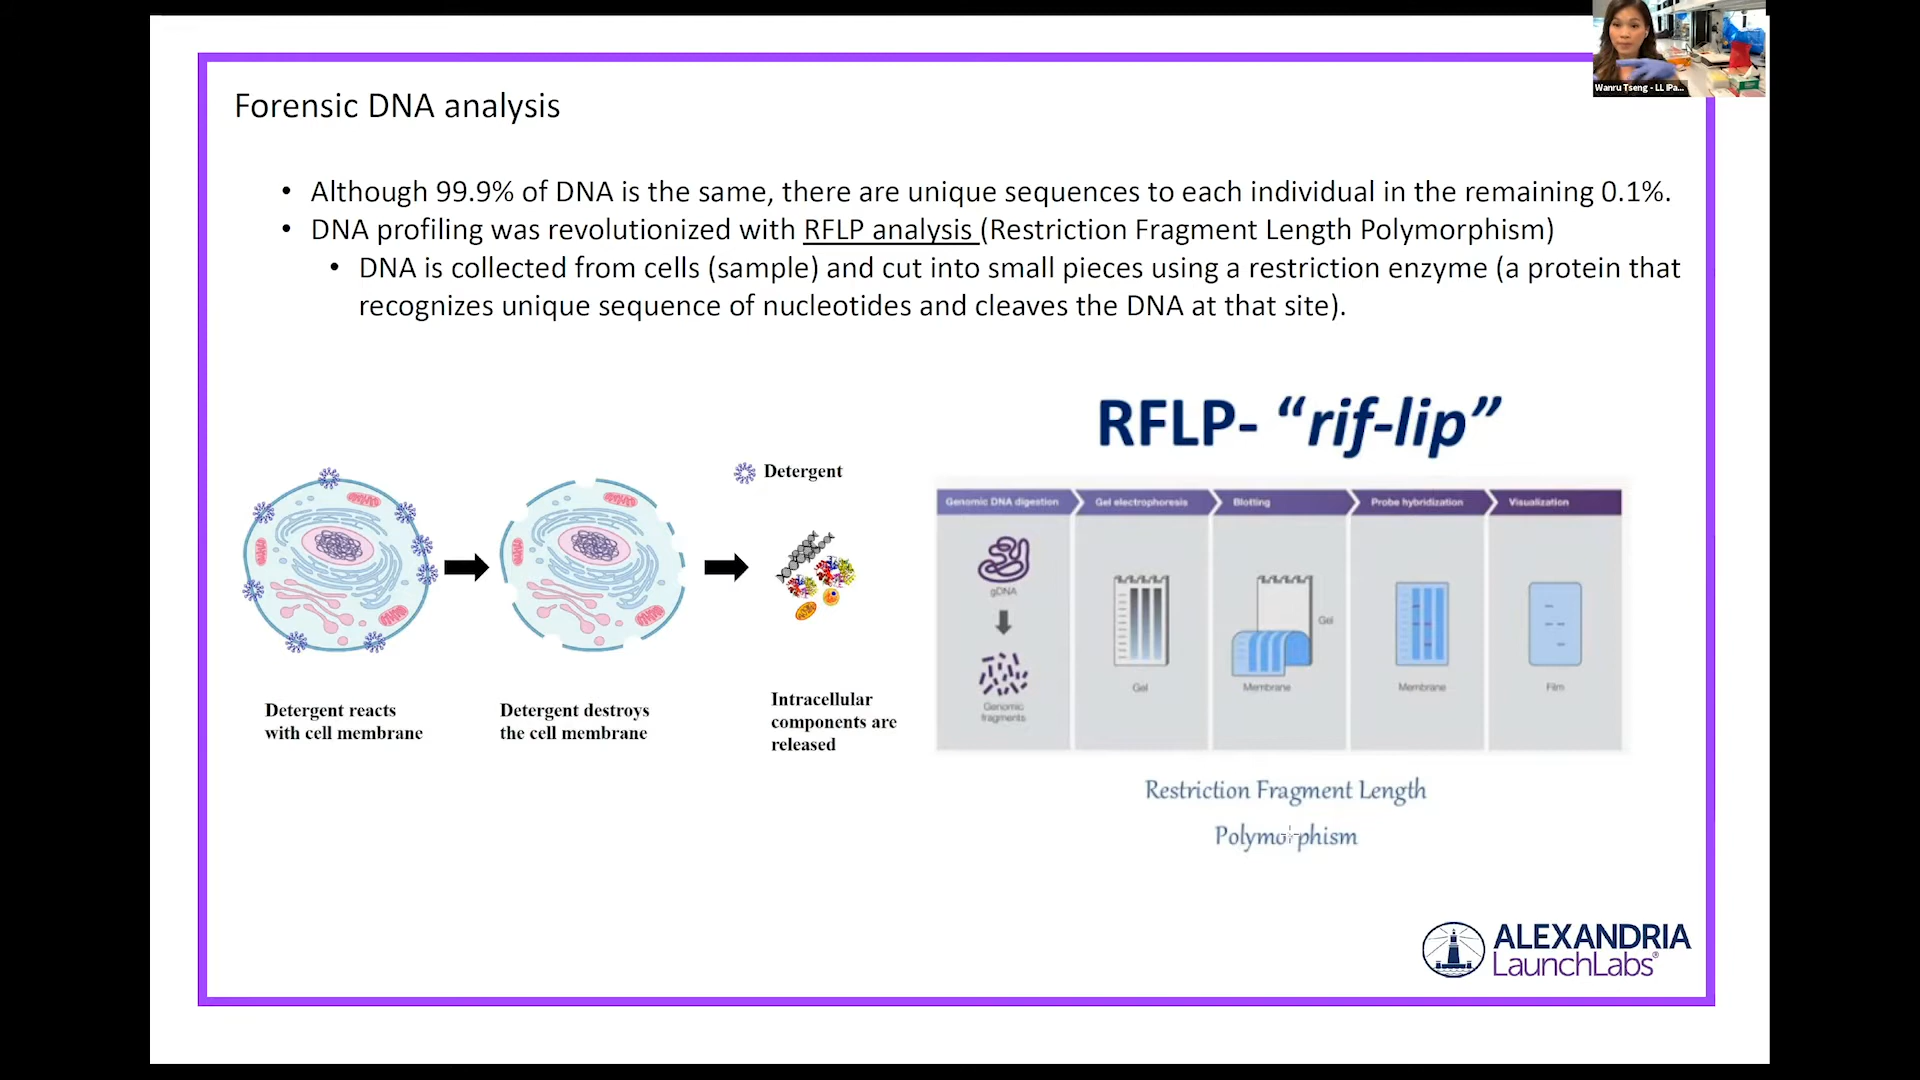 Wanru Tseng - LL IPa...
Forensic DNA analysis
• Although 99.9% of DNA is the same, there are unique sequences to each individual in the remaining 0.1%.
• DNA profiling was revolutionized with RFLP analysis (Restriction Fragment Length Polymorphism)
• DNA is collected from cells (sample) and cut into small pieces using a restriction enzyme (a protein that
recognizes unique sequence of nucleotides and cleaves the DNA at that site).
Detergent
Detergent reacts
with cell membrane
Detergent destroys
the cell membrane
Intracellular
components are
released
RFLP- “rif-lip”
Genomic DNA digestion
Gel electrophoresis
Blotting
Probe hybridization
Visualization
gDNA
Genomic
fragments
Gel
Gel
Membrane
Membrane
Film
Restriction Fragment Length
Polymorphism
ALEXANDRIA
LaunchLabs®